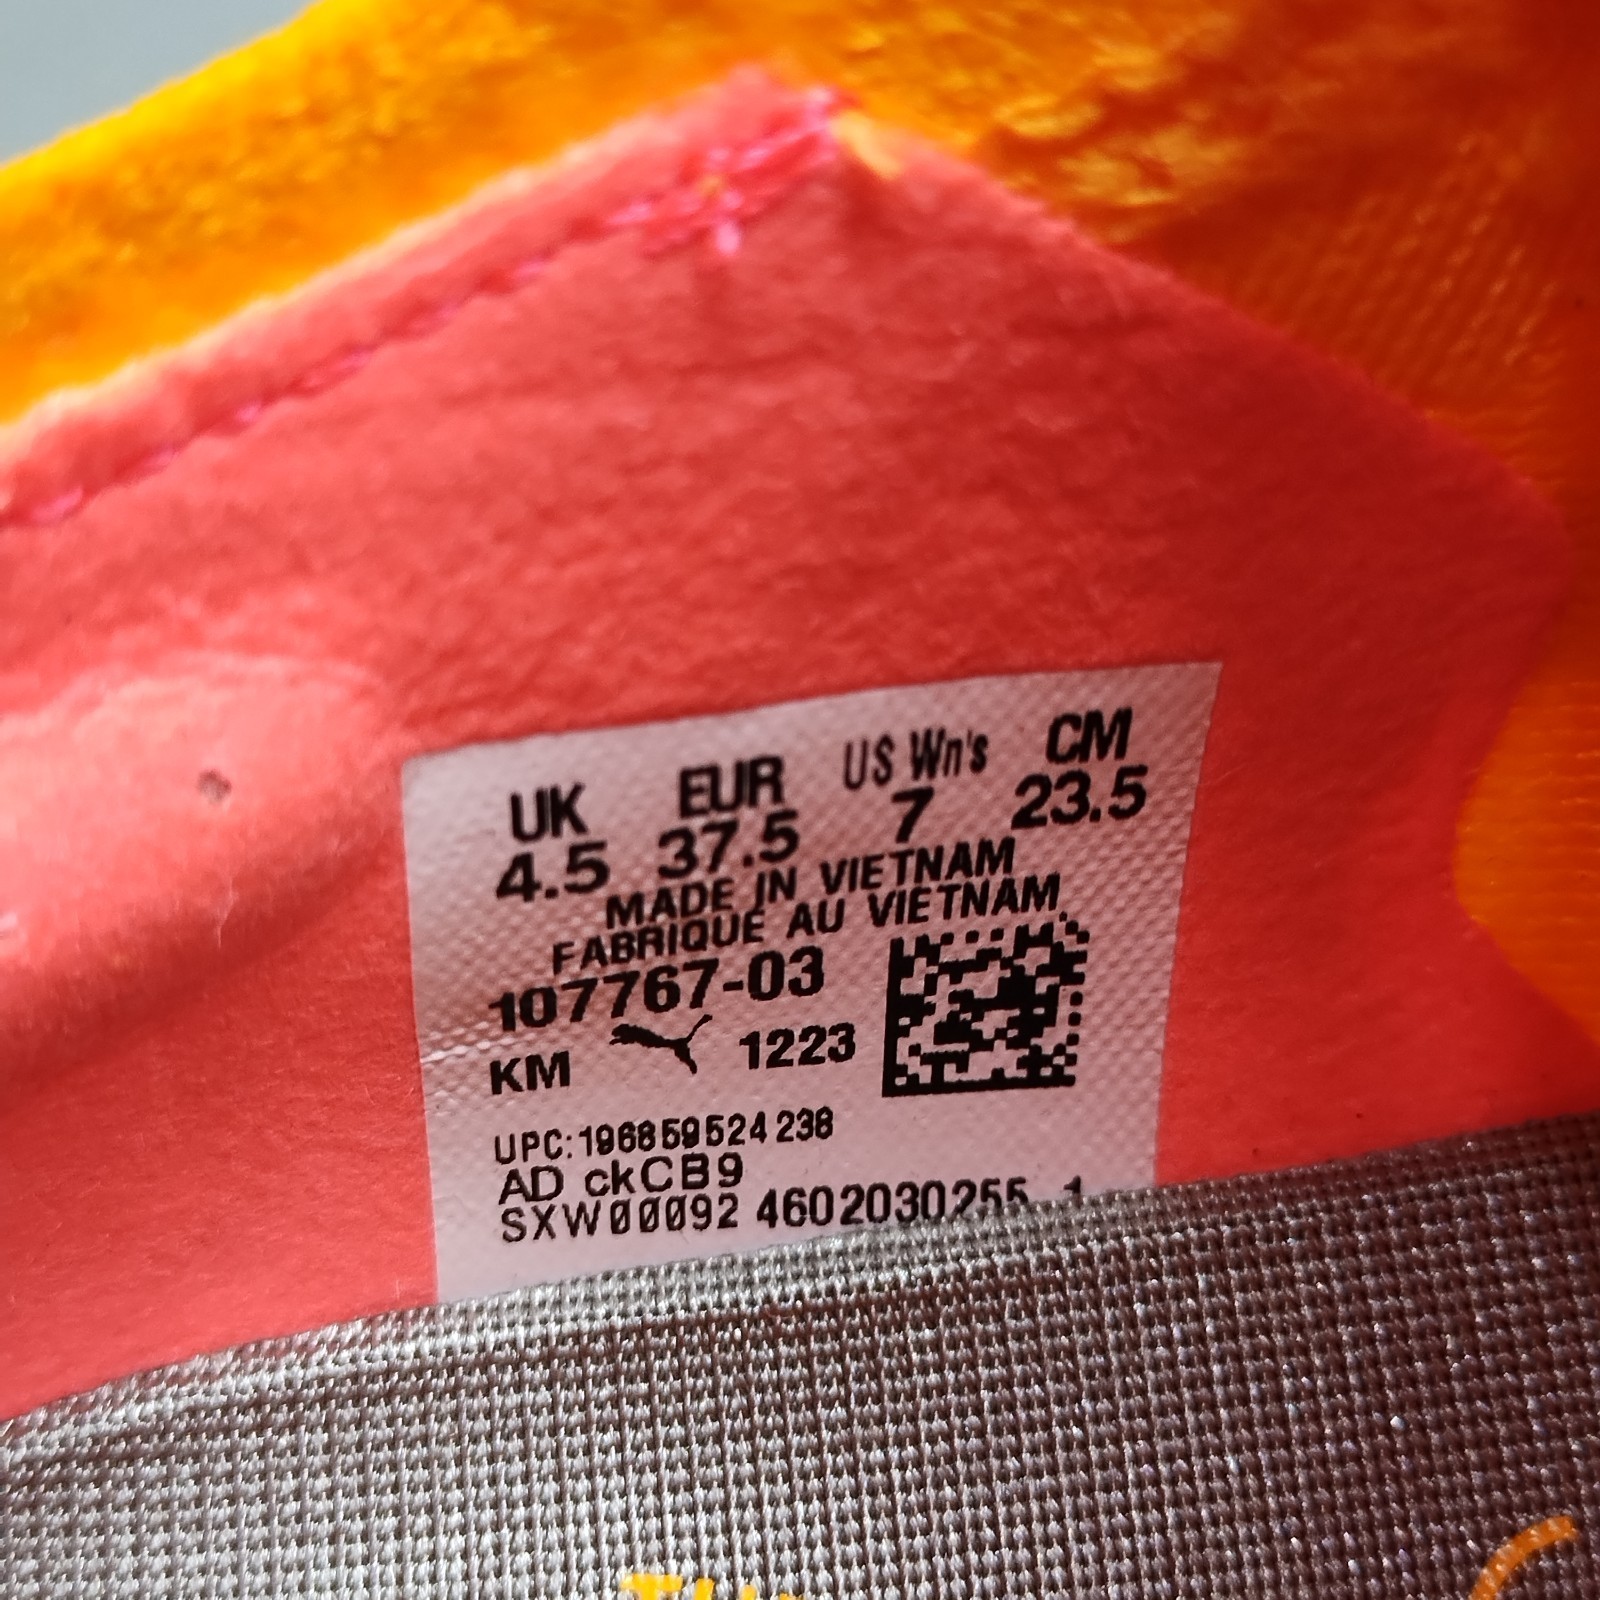 UK EUR US Wn's CM
4.5 37.5 7 23.5
MADE IN VIETNAM
FABRIQUÉ AU VIETNAM
107767-03
KM 1223
UPC:196859524238
AD ckCB9
SXW00092 4602030255 1